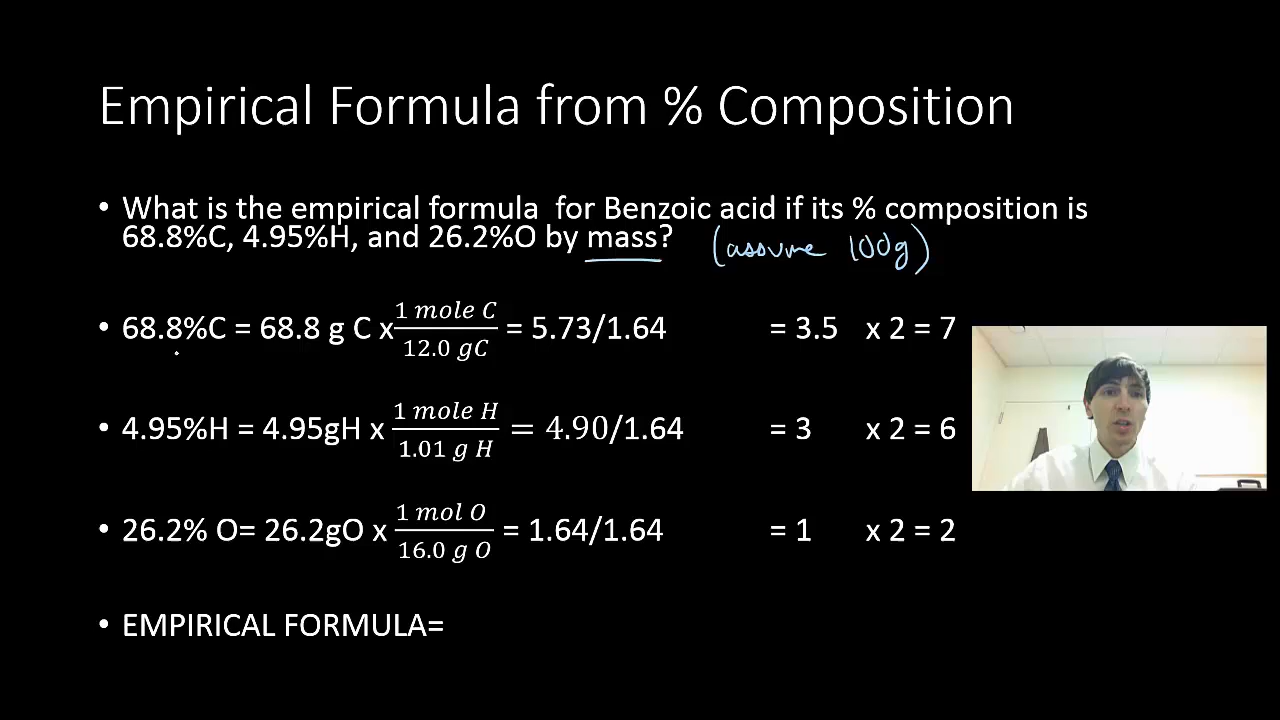 Empirical Formula from % Composition
• What is the empirical formula for Benzoic acid if its % composition is
68.8%C, 4.95%H, and 26.2%O by mass? (assume 100g)
• 68.8%C = 68.8 g C x 1 mole C / 12.0 gC = 5.73/1.64 = 3.5 x 2 = 7
• 4.95%H = 4.95gH x 1 mole H / 1.01 g H = 4.90/1.64 = 3 x 2 = 6
• 26.2% O= 26.2gO x 1 mol O / 16.0 g O = 1.64/1.64 = 1 x 2 = 2
• EMPIRICAL FORMULA=